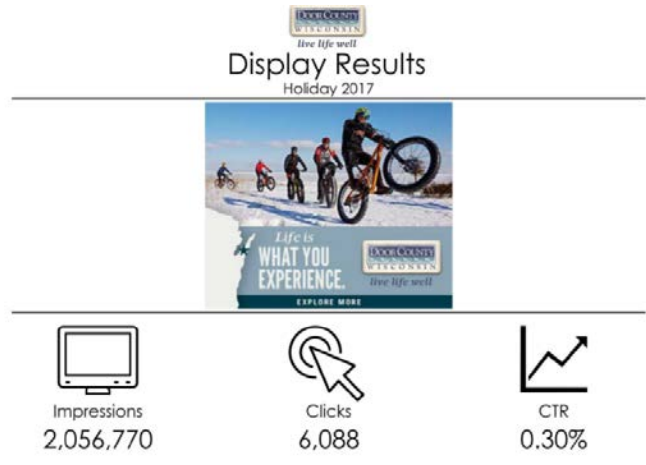 DOOR COUNTY
WISCONSIN
live life well
Display Results
Holiday 2017
Life is
WHAT YOU
EXPERIENCE.
DOOR COUNTY
WISCONSIN
live life well
EXPLORE MORE
Impressions
Clicks
CTR
2,056,770
6,088
0.30%